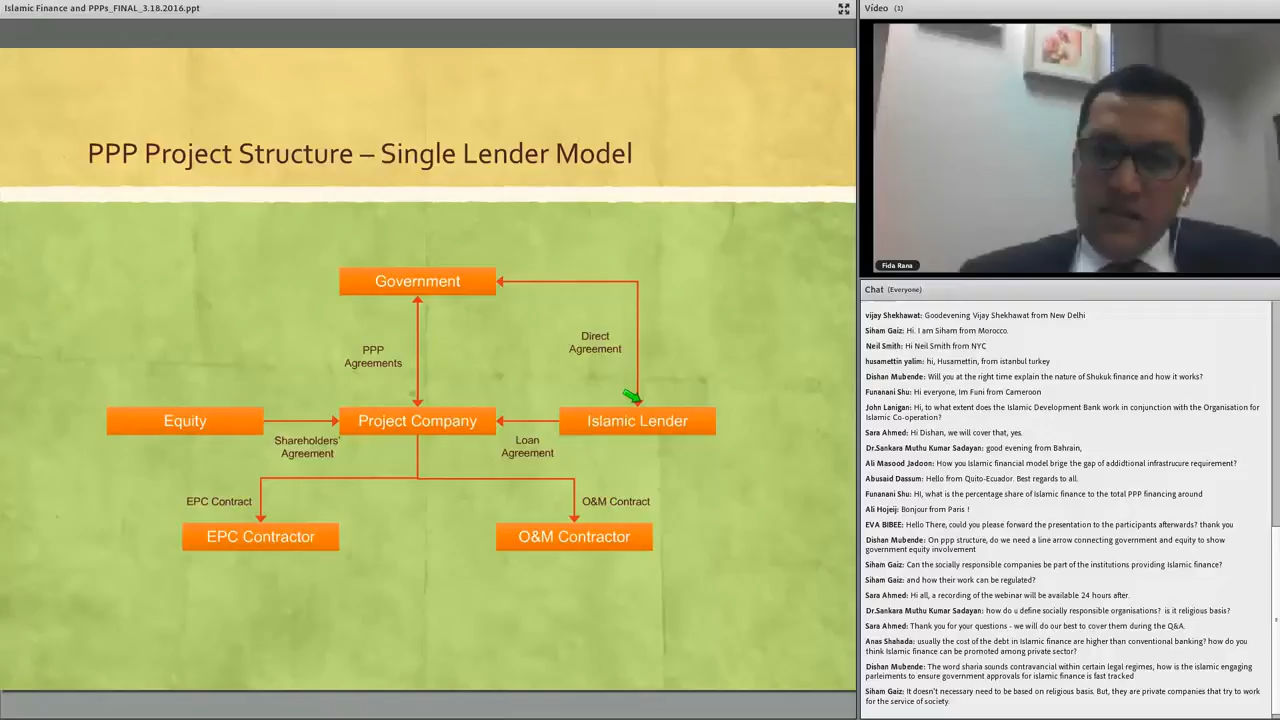 Islamic Finance and PPPs_FINAL_3.18.2016.ppt
PPP Project Structure – Single Lender Model
Government
PPP
Agreements
Direct
Agreement
Equity
Project Company
Islamic Lender
Shareholders'
Agreement
Loan
Agreement
EPC Contract
O&M Contract
EPC Contractor
O&M Contractor
Vídeo (1)
Fida Rana
Chat (Everyone)
vijay Shekhawat: Goodevening Vijay Shekhawat from New Delhi
Siham Gaiz: Hi. I am Siham from Morocco.
Neil Smith: Hi Neil Smith from NYC
husamettin yalim: hi, Husamettin, from istanbul turkey
Dishan Mubende: Will you at the right time explain the nature of Shukuk finance and how it works?
Funanani Shu: Hi everyone, Im Funi from Cameroon
John Lanigan: Hi, to what extent does the Islamic Development Bank work in conjunction with the Organisation for
Islamic Co-operation?
Sara Ahmed: Hi Dishan, we will cover that, yes.
Dr.Sankara Muthu Kumar Sadayan: good evening from Bahrain,
Ali Masood Jadoon: How you Islamic financial model brige the gap of addidtional infrastrucure requirement?
Abusaid Dassum: Hello from Quito-Ecuador. Best regards to all.
Funanani Shu: HI, what is the percentage share of Islamic finance to the total PPP financing around
Ali Hojeij: Bonjour from Paris !
EVA BIBEE: Hello There, could you please forward the presentation to the participants afterwards? thank you
Dishan Mubende: On ppp structure, do we need a line arrow connecting government and equity to show
government equity involvement
Siham Gaiz: Can the socially responsible companies be part of the institutions providing Islamic finance?
Siham Gaiz: and how their work can be regulated?
Sara Ahmed: Hi all, a recording of the webinar will be available 24 hours after.
Dr.Sankara Muthu Kumar Sadayan: how do u define socially responsible organisations? is it religious basis?
Sara Ahmed: Thank you for your questions - we will do our best to cover them during the Q&A.
Anas Shahada: usually the cost of the debt in Islamic finance are higher than conventional banking? how do you
think Islamic finance can be promoted among private sector?
Dishan Mubende: The word sharia sounds contravancial within certain legal regimes, how is the islamic engaging
parleiments to ensure government approvals for islamic finance is fast tracked
Siham Gaiz: It doesn't necessary need to be based on religious basis. But, they are private companies that try to work
for the service of society.